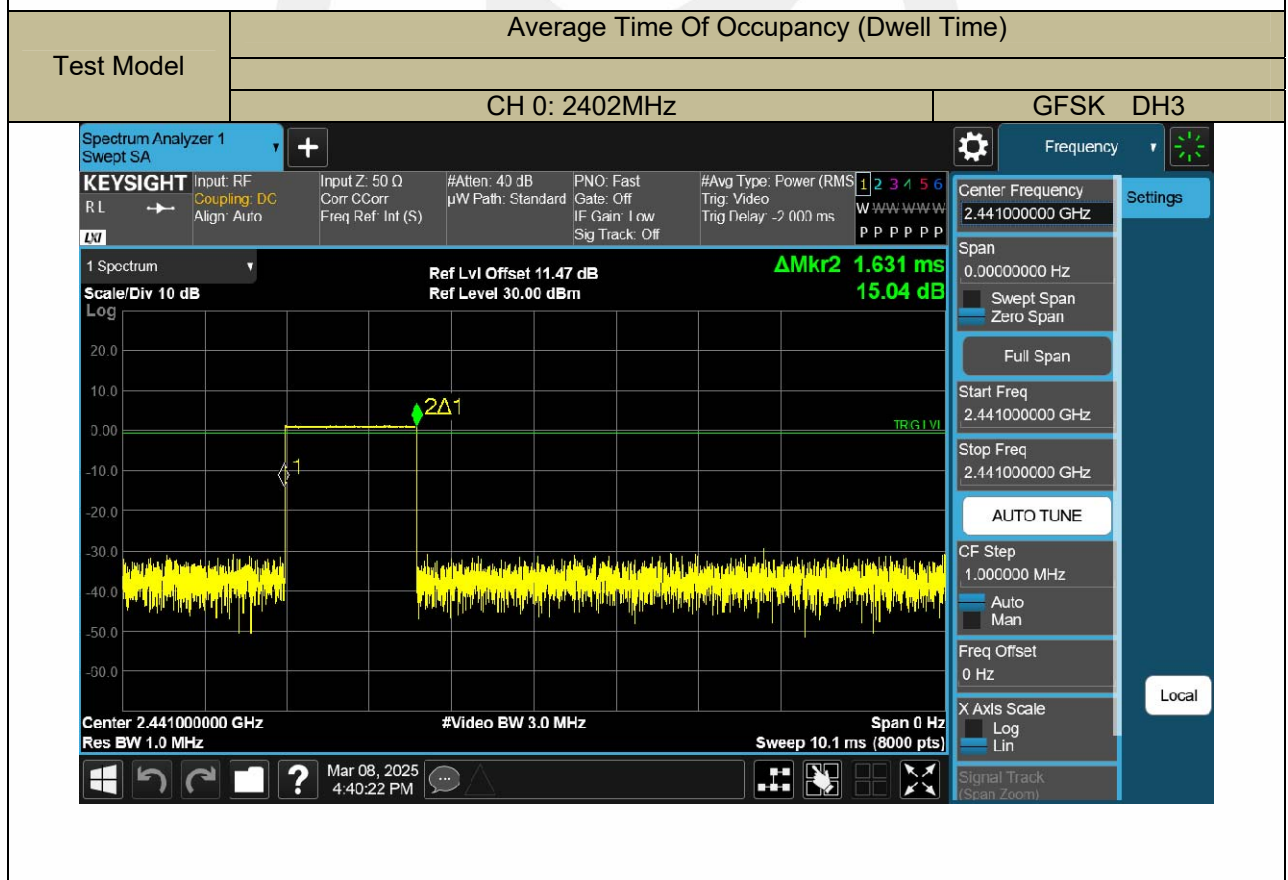 Average Time Of Occupancy (Dwell Time)
Test Model
CH 0: 2402MHz
GFSK DH3
Spectrum Analyzer 1
Swept SA
+
Frequency
KEYSIGHT
RL
LXI
Input: RF
Coupling: DC
Align: Auto
Input Z: 50 Ω
Corr CCorr
Freq Ref: Int (S)
#Atten: 40 dB
µW Path: Standard
PNO: Fast
Gate: Off
IF Gain: Low
Sig Track: Off
#Avg Type: Power (RMS
Trig: Video
Trig Delay: -2.000 ms
1 2 3 4 5 6
W W W W W W
P P P P P P
Center Frequency
2.441000000 GHz
Settings
1 Spectrum
Scale/Div 10 dB
Log
Ref Lvl Offset 11.47 dB
Ref Level 30.00 dBm
ΔMkr2 1.631 ms
15.04 dB
Span
0.00000000 Hz
Swept Span
Zero Span
Full Span
Start Freq
2.441000000 GHz
Stop Freq
2.441000000 GHz
AUTO TUNE
CF Step
1.000000 MHz
Auto
Man
Freq Offset
0 Hz
X Axis Scale
Log
Lin
Signal Track
(Span Zoom)
Local
20.0
10.0
0.00
-10.0
-20.0
-30.0
-40.0
-50.0
-60.0
2Δ1
1
TRIG LVL
Center 2.441000000 GHz
#Video BW 3.0 MHz
Span 0 Hz
Res BW 1.0 MHz
Sweep 10.1 ms (8000 pts)
?
Mar 08, 2025
4:40:22 PM